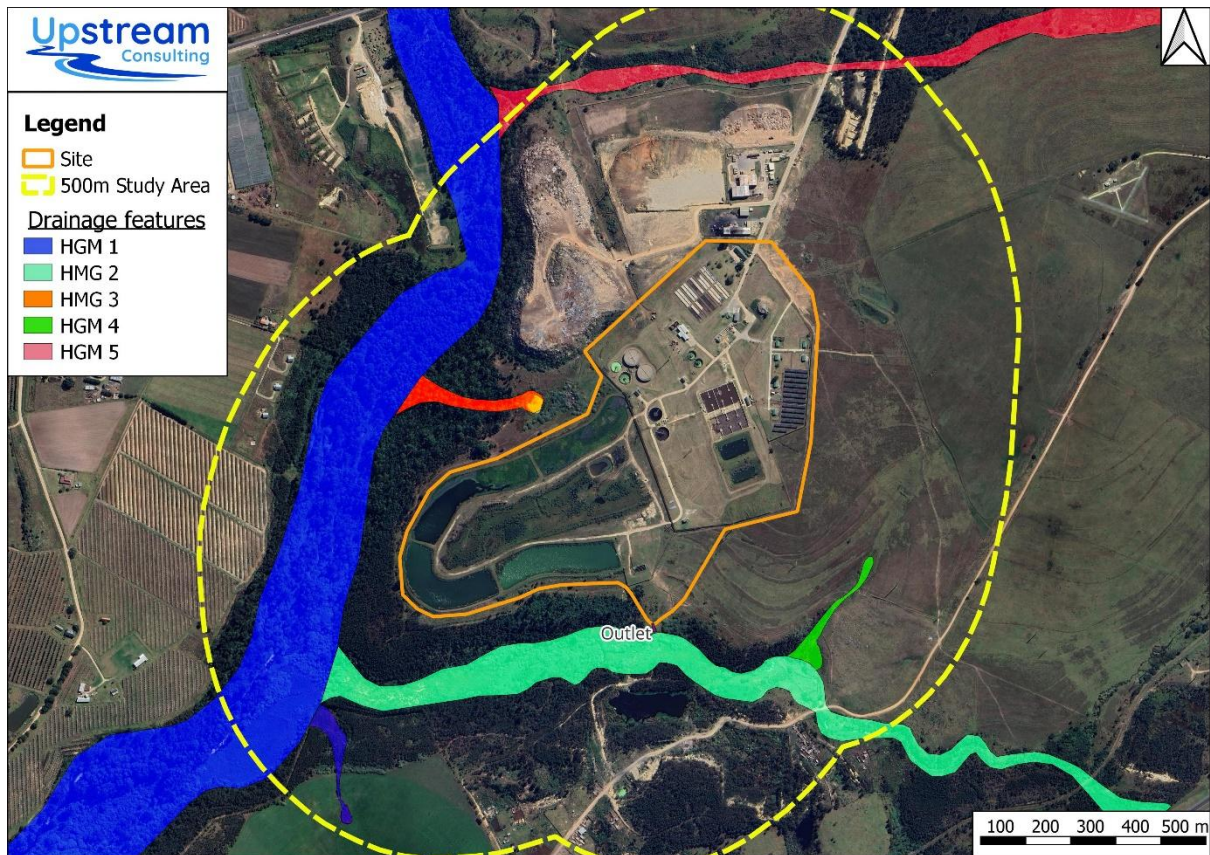 Upstream
Consulting
Legend
Site
500m Study Area
Drainage features
HGM 1
HMG 2
HMG 3
HGM 4
HGM 5
Outlet
100 200 300 400 500 m